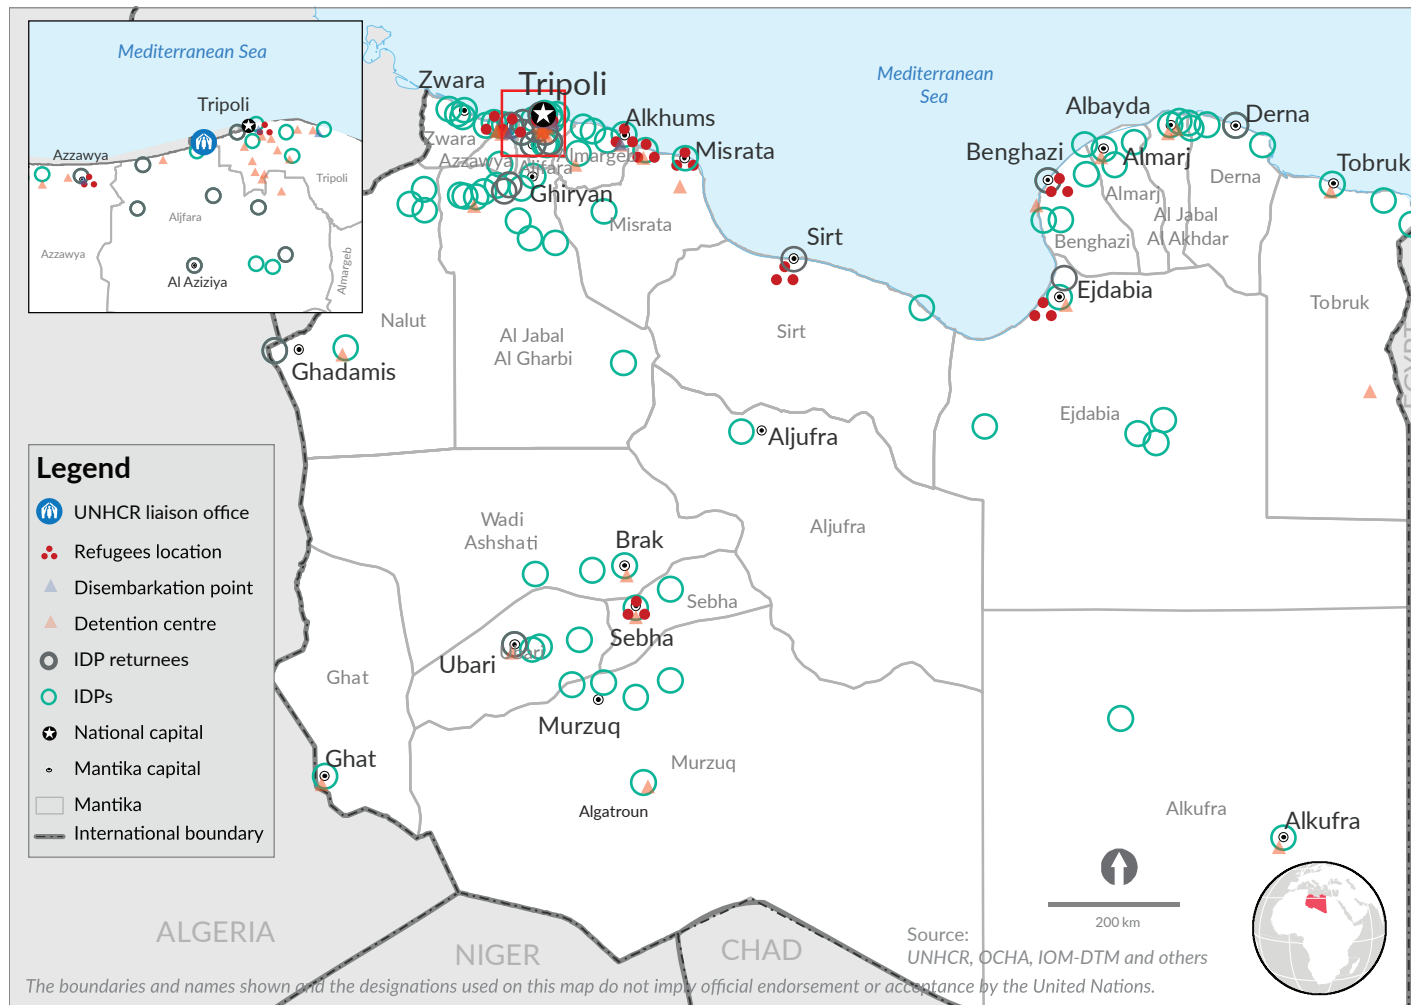 Mediterranean Sea
Tripoli
Azzawya
Tripoli
Aljfara
Azzawya
Almargeb
Al Aziziya
Zwara
Tripoli
Mediterranean
Sea
Alkhums
Albayda
Derna
Zwara
Azzawya
Aljfara
lmargeb
Misrata
Benghazi
Almarj
Tobruk
Ghiryan
Misrata
Almarj
Derna
Al Jabal
Al Akhdar
Benghazi
Sirt
Ejdabia
Tobruk
Nalut
Al Jabal
Al Gharbi
Sirt
EGYPT
Ghadamis
Ejdabia
Aljufra
Legend
UNHCR liaison office
Refugees location
Disembarkation point
Detention centre
IDP returnees
IDPs
National capital
Mantika capital
Mantika
International boundary
Wadi
Ashshati
Brak
Aljufra
Sebha
Sebha
Ubari
Ubari
Ghat
Murzuq
Ghat
Murzuq
Algatroun
Alkufra
Alkufra
200 km
ALGERIA
NIGER
CHAD
Source:
UNHCR, OCHA, IOM-DTM and others
The boundaries and names shown and the designations used on this map do not imply official endorsement or acceptance by the United Nations.